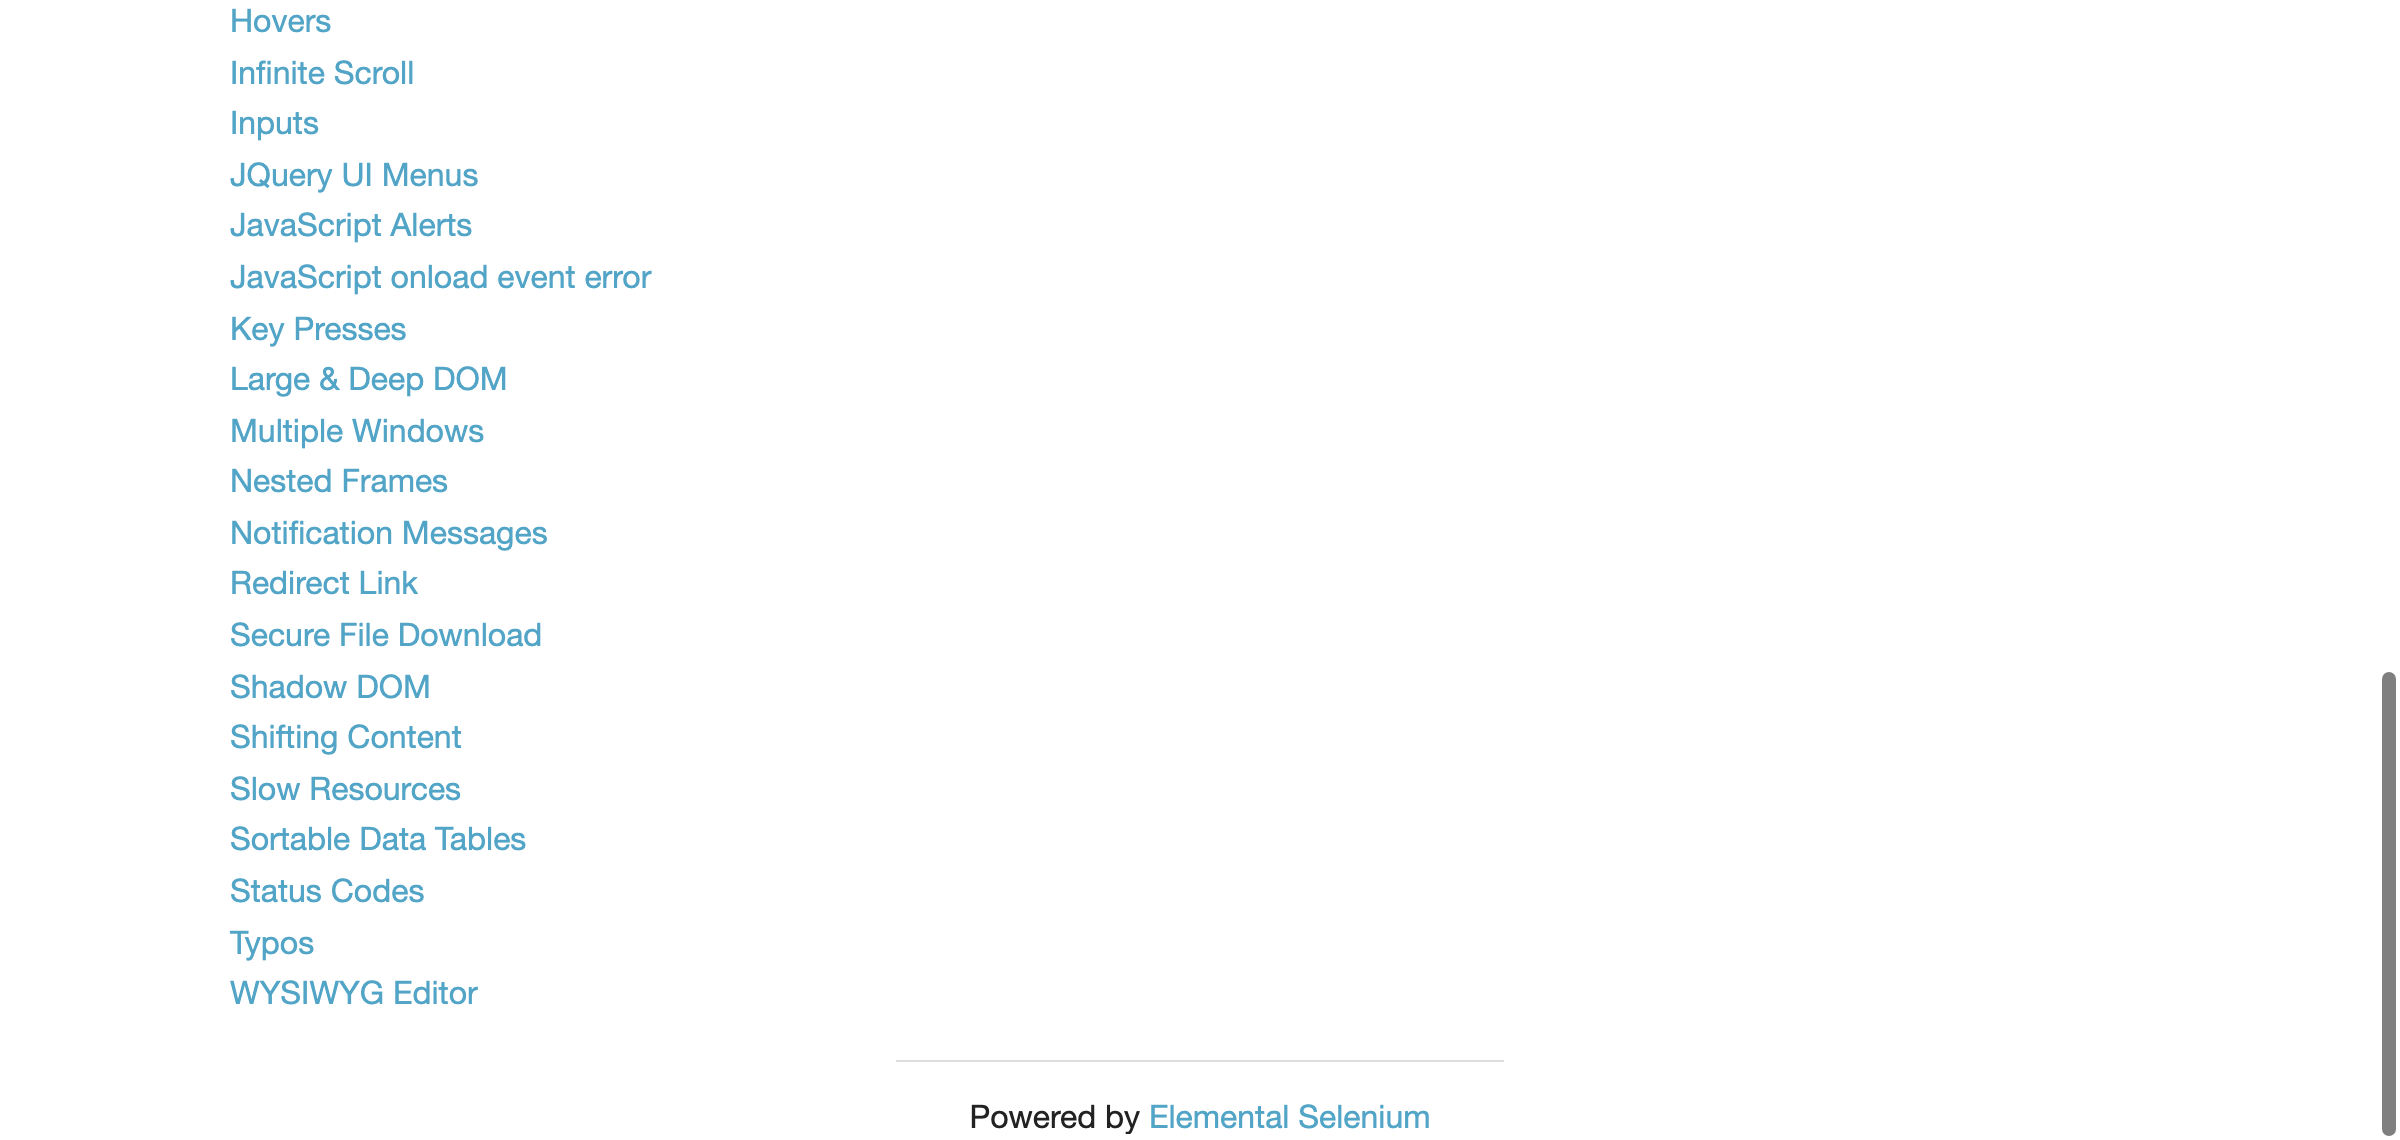 Hovers
Infinite Scroll
Inputs
JQuery UI Menus
JavaScript Alerts
JavaScript onload event error
Key Presses
Large & Deep DOM
Multiple Windows
Nested Frames
Notification Messages
Redirect Link
Secure File Download
Shadow DOM
Shifting Content
Slow Resources
Sortable Data Tables
Status Codes
Typos
WYSIWYG Editor
Powered by Elemental Selenium